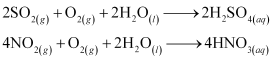 2SO₂(g) + O₂(g) + 2H₂O(l) ⟶ 2H₂SO₄(aq)
4NO₂(g) + O₂(g) + 2H₂O(l) ⟶ 4HNO₃(aq)